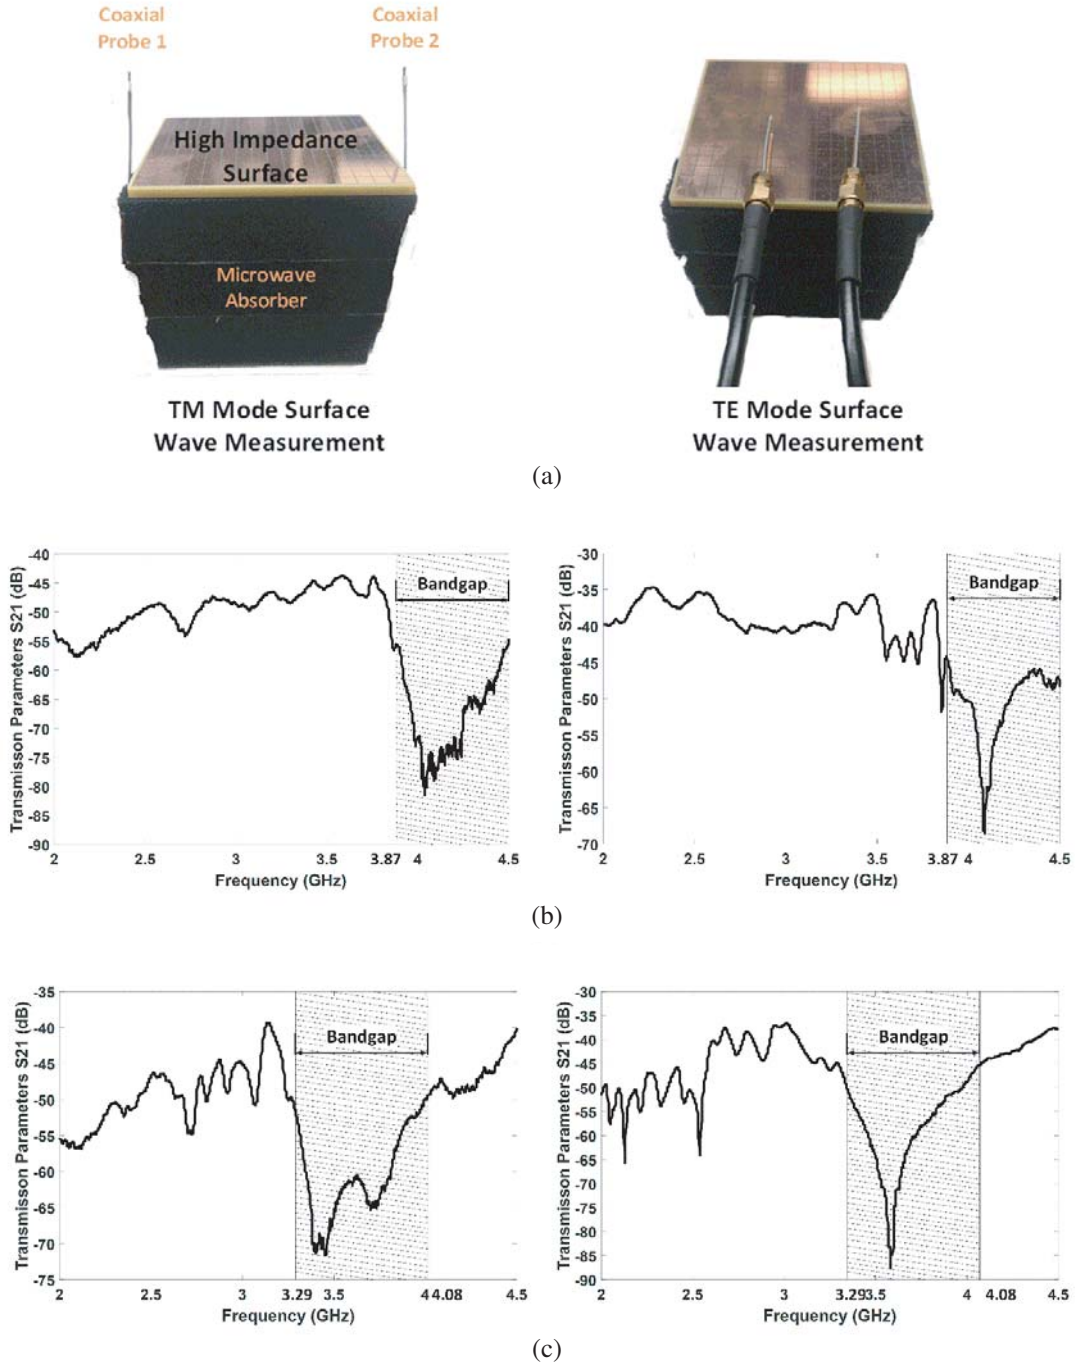 Coaxial
Probe 1
Coaxial
Probe 2
High Impedance
Surface
Microwave
Absorber
TM Mode Surface
Wave Measurement
TE Mode Surface
Wave Measurement
(a)
Transmisson Parameters S21 (dB)
-40
-45
-50
-55
-60
-65
-70
-75
-80
-85
-90
Bandgap
2
2.5
3
3.5
3.87
4
4.5
Frequency (GHz)
Transmisson Parameters S21 (dB)
-30
-35
-40
-45
-50
-55
-60
-65
-70
Bandgap
2
2.5
3
3.5
3.87
4
4.5
Frequency (GHz)
(b)
Transmisson Parameters S21 (dB)
-35
-40
-45
-50
-55
-60
-65
-70
-75
Bandgap
2
2.5
3
3.29
3.5
4
4.08
4.5
Frequency (GHz)
Transmisson Parameters S21 (dB)
-30
-35
-40
-45
-50
-55
-60
-65
-70
-75
-80
-85
-90
Bandgap
2
2.5
3
3.29
3.5
4
4.08
4.5
Frequency (GHz)
(c)